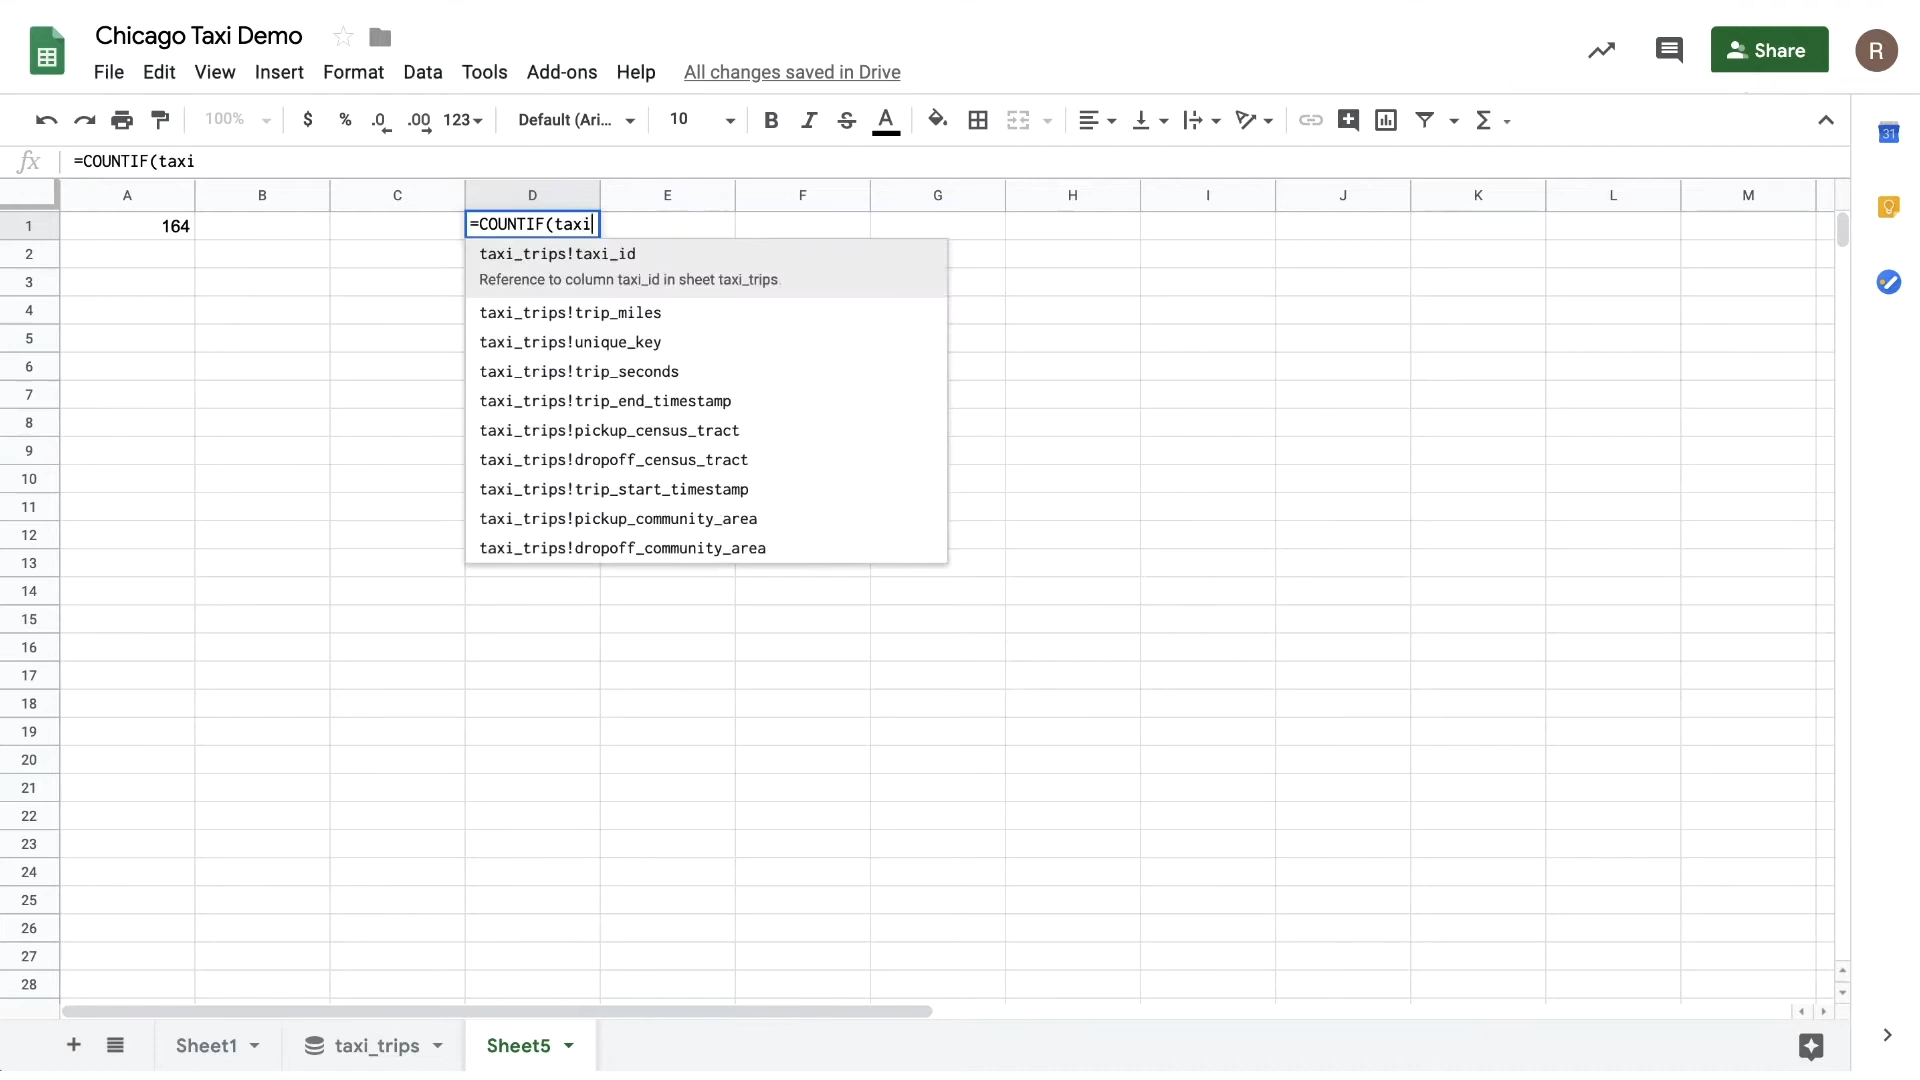 Chicago Taxi Demo
File Edit View Insert Format Data Tools Add-ons Help All changes saved in Drive
Share
R
100% $ % .0 .00 123 Default (Ari... 10 B I S A Σ
31
fx =COUNTIF(taxi
A B C D E F G H I J K L M
1 164 =COUNTIF(taxi
2
taxi_trips!taxi_id
3
Reference to column taxi_id in sheet taxi_trips.
4 taxi_trips!trip_miles
5 taxi_trips!unique_key
6 taxi_trips!trip_seconds
7 taxi_trips!trip_end_timestamp
8 taxi_trips!pickup_census_tract
9 taxi_trips!dropoff_census_tract
10 taxi_trips!trip_start_timestamp
11 taxi_trips!pickup_community_area
12 taxi_trips!dropoff_community_area
13
14
15
16
17
18
19
20
21
22
23
24
25
26
27
28
Sheet1 taxi_trips Sheet5